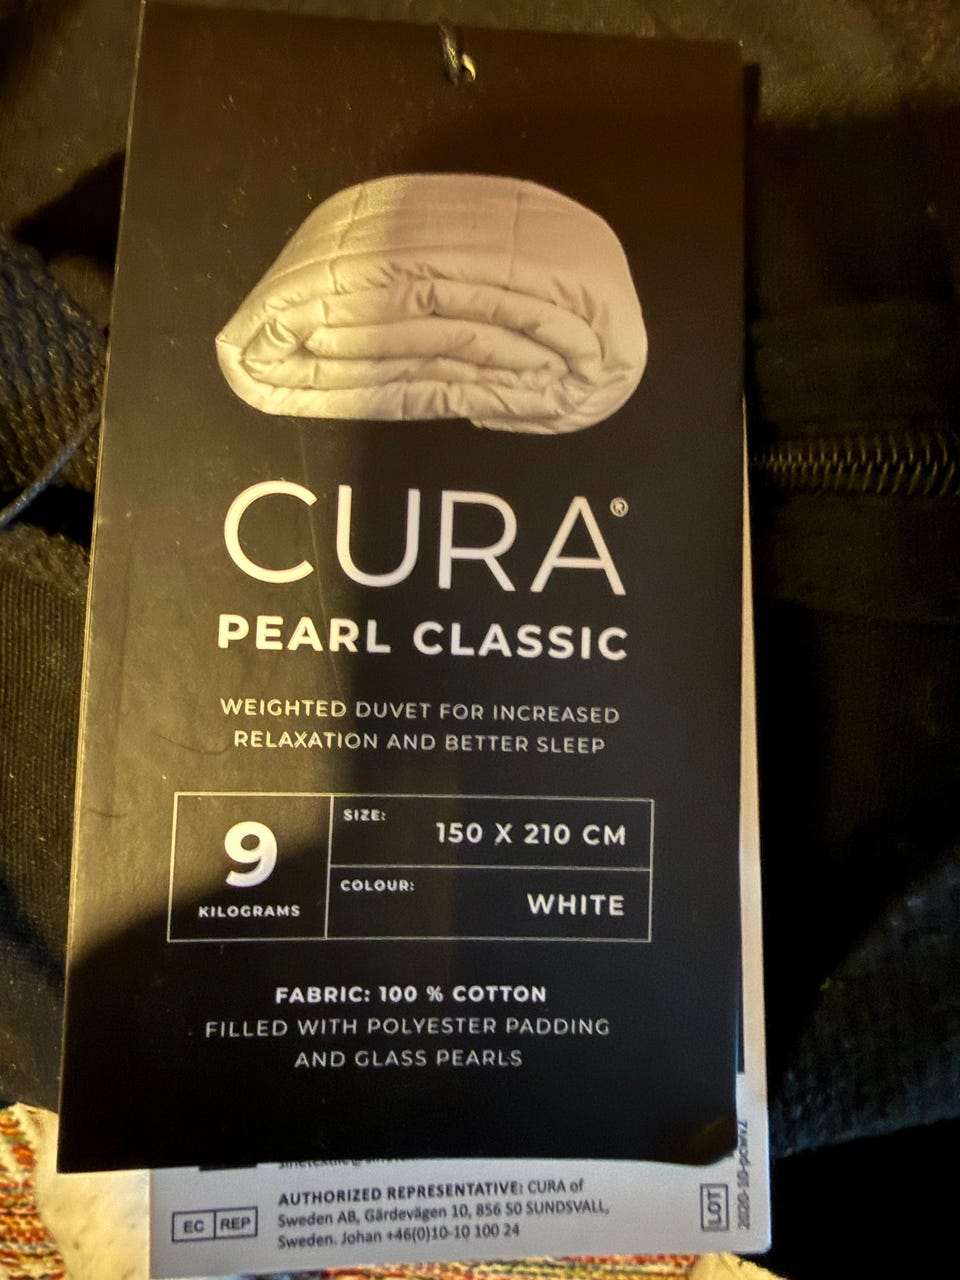 CURA®
PEARL CLASSIC
WEIGHTED DUVET FOR INCREASED
RELAXATION AND BETTER SLEEP
9
KILOGRAMS
SIZE:
150 X 210 CM
COLOUR:
WHITE
FABRIC: 100 % COTTON
FILLED WITH POLYESTER PADDING
AND GLASS PEARLS
EC REP
AUTHORIZED REPRESENTATIVE: CURA of
Sweden AB, Gärdevägen 10, 856 50 SUNDSVALL,
Sweden. Johan +46(0)10-10 100 24
LOT